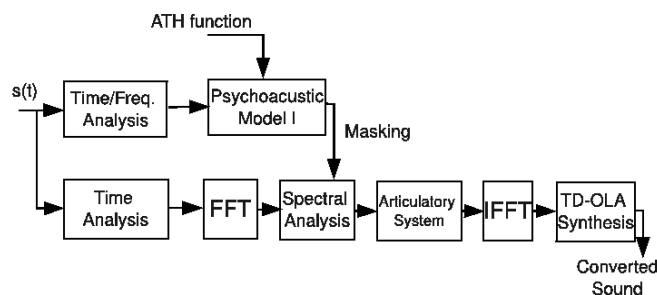 ATH function
s(t)
Time/Freq.
Analysis
Psychoacustic
Model I
Masking
Time
Analysis
FFT
Spectral
Analysis
Articulatory
System
IFFT
TD-OLA
Synthesis
Converted
Sound